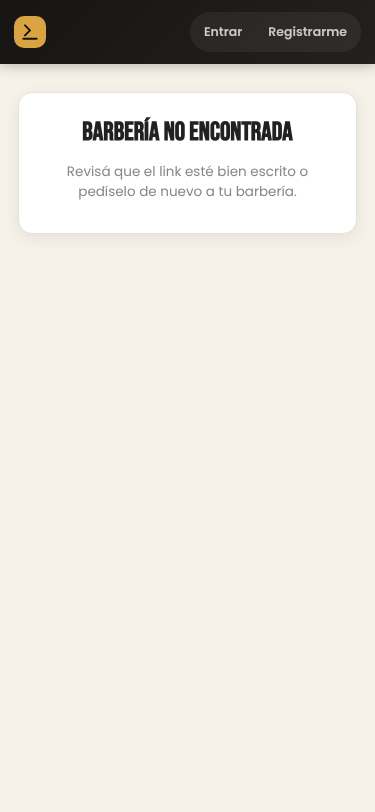 Entrar Registrarme
BARBERÍA NO ENCONTRADA
Revisá que el link esté bien escrito o
pedíselo de nuevo a tu barbería.